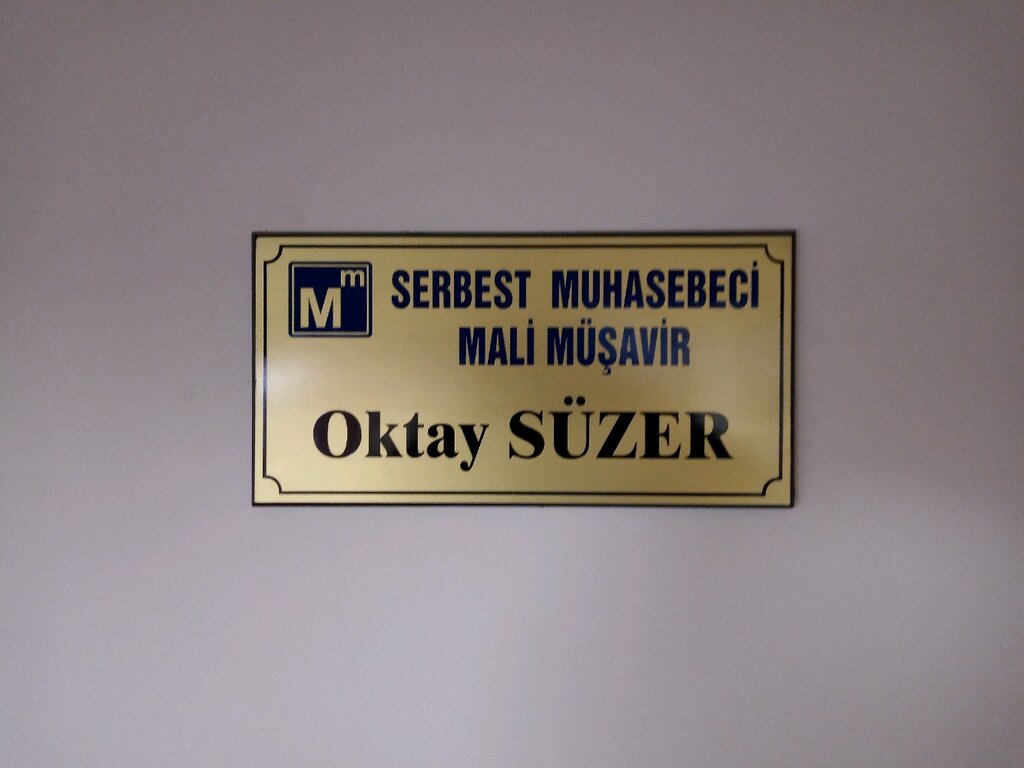 Mm
SERBEST MUHASEBECİ
MALİ MÜŞAVİR
Oktay SÜZER